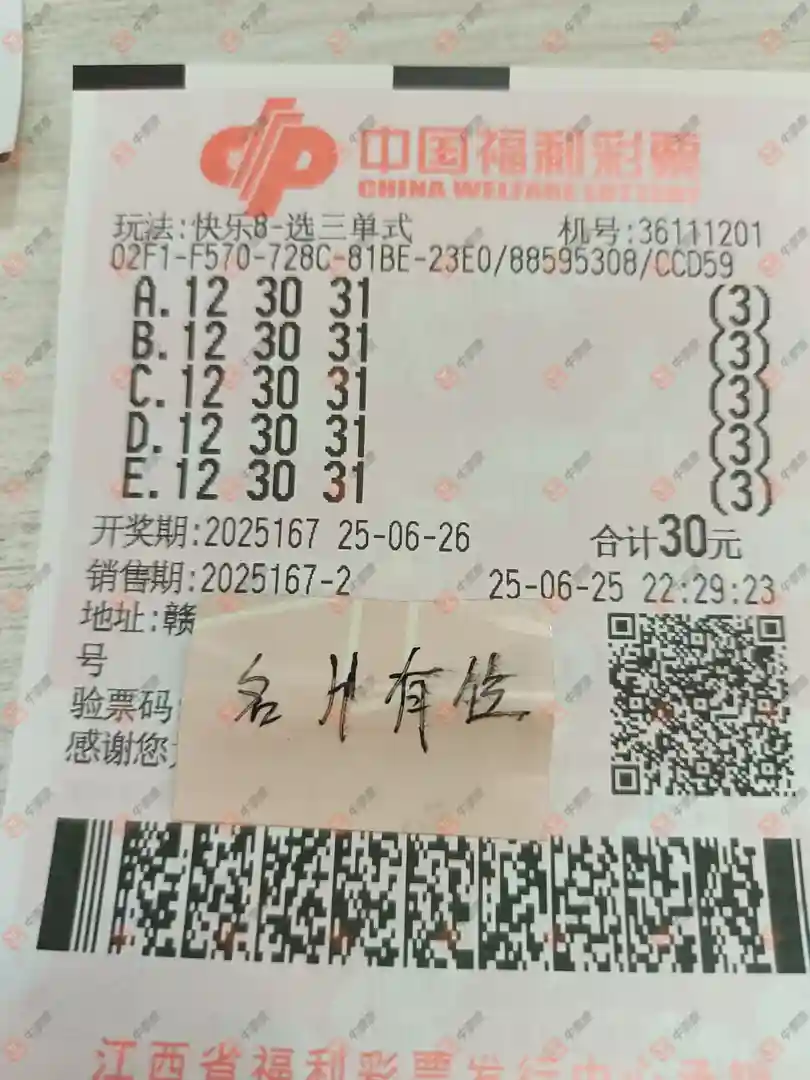 中国福利彩票
CHINA WELFARE LOTTERY
玩法:快乐8-选三单式 机号:36111201
02F1-F570-728C-81BE-23E0/88595308/CCD59
A.12 30 31 (3)
B.12 30 31 (3)
C.12 30 31 (3)
D.12 30 31 (3)
E.12 30 31 (3)
开奖期:2025167 25-06-26 合计30元
销售期:2025167-2 25-06-25 22:29:23
地址:赣
号
验票码
感谢您
名片有位
江西省福利彩票发行中心承销